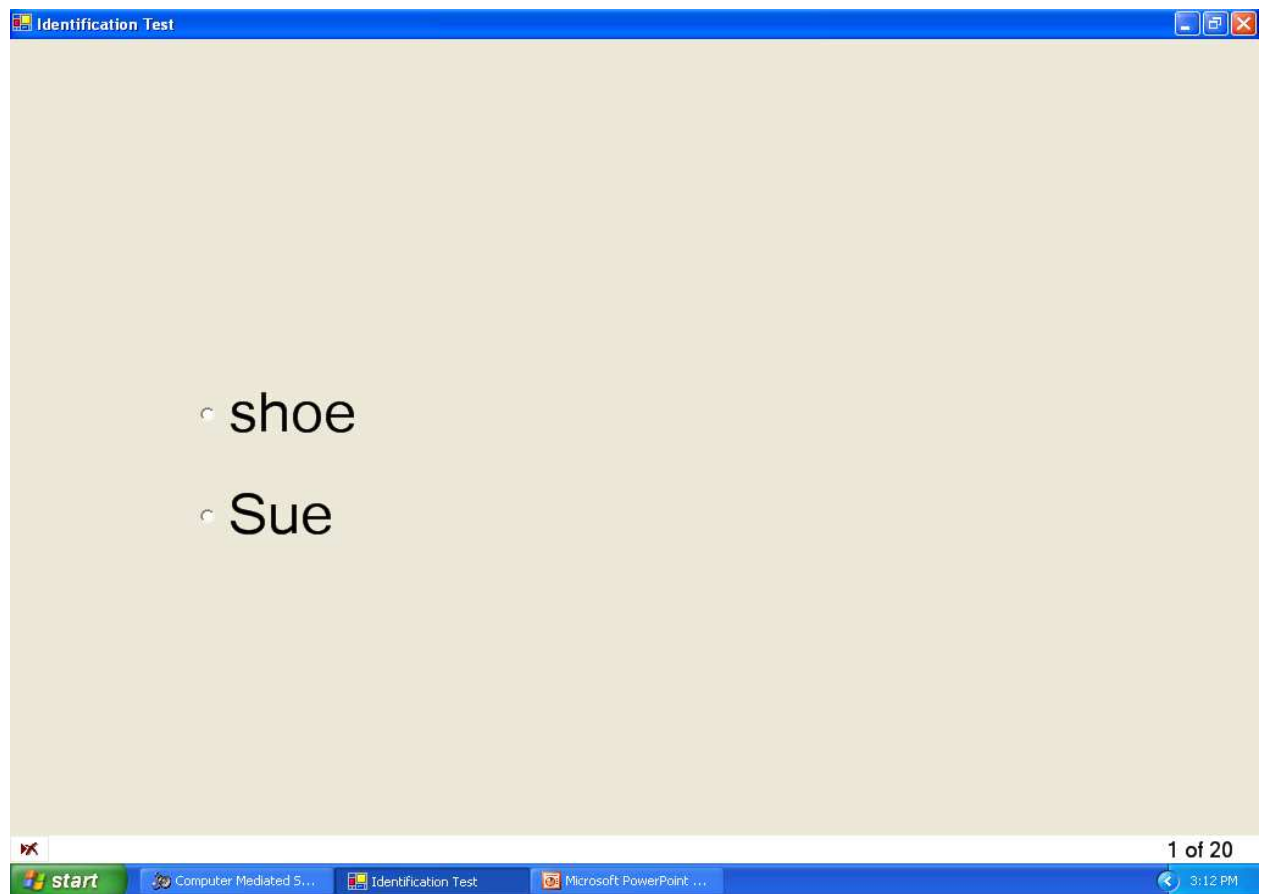 Identification Test
shoe
Sue
1 of 20
start Computer Mediated S... Identification Test Microsoft PowerPoint ... 3:12 PM